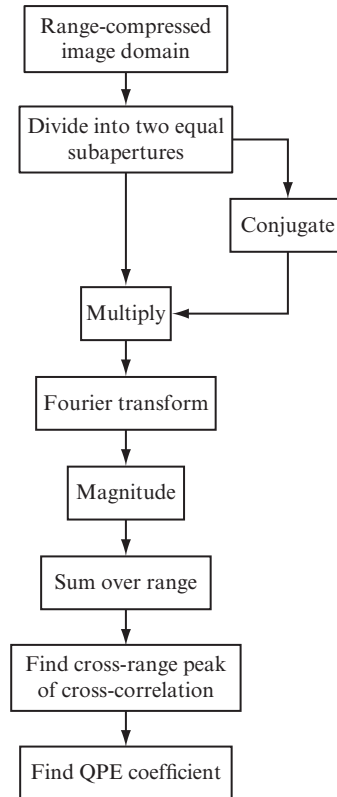 Range-compressed
image domain
Divide into two equal
subapertures
Conjugate
Multiply
Fourier transform
Magnitude
Sum over range
Find cross-range peak
of cross-correlation
Find QPE coefficient